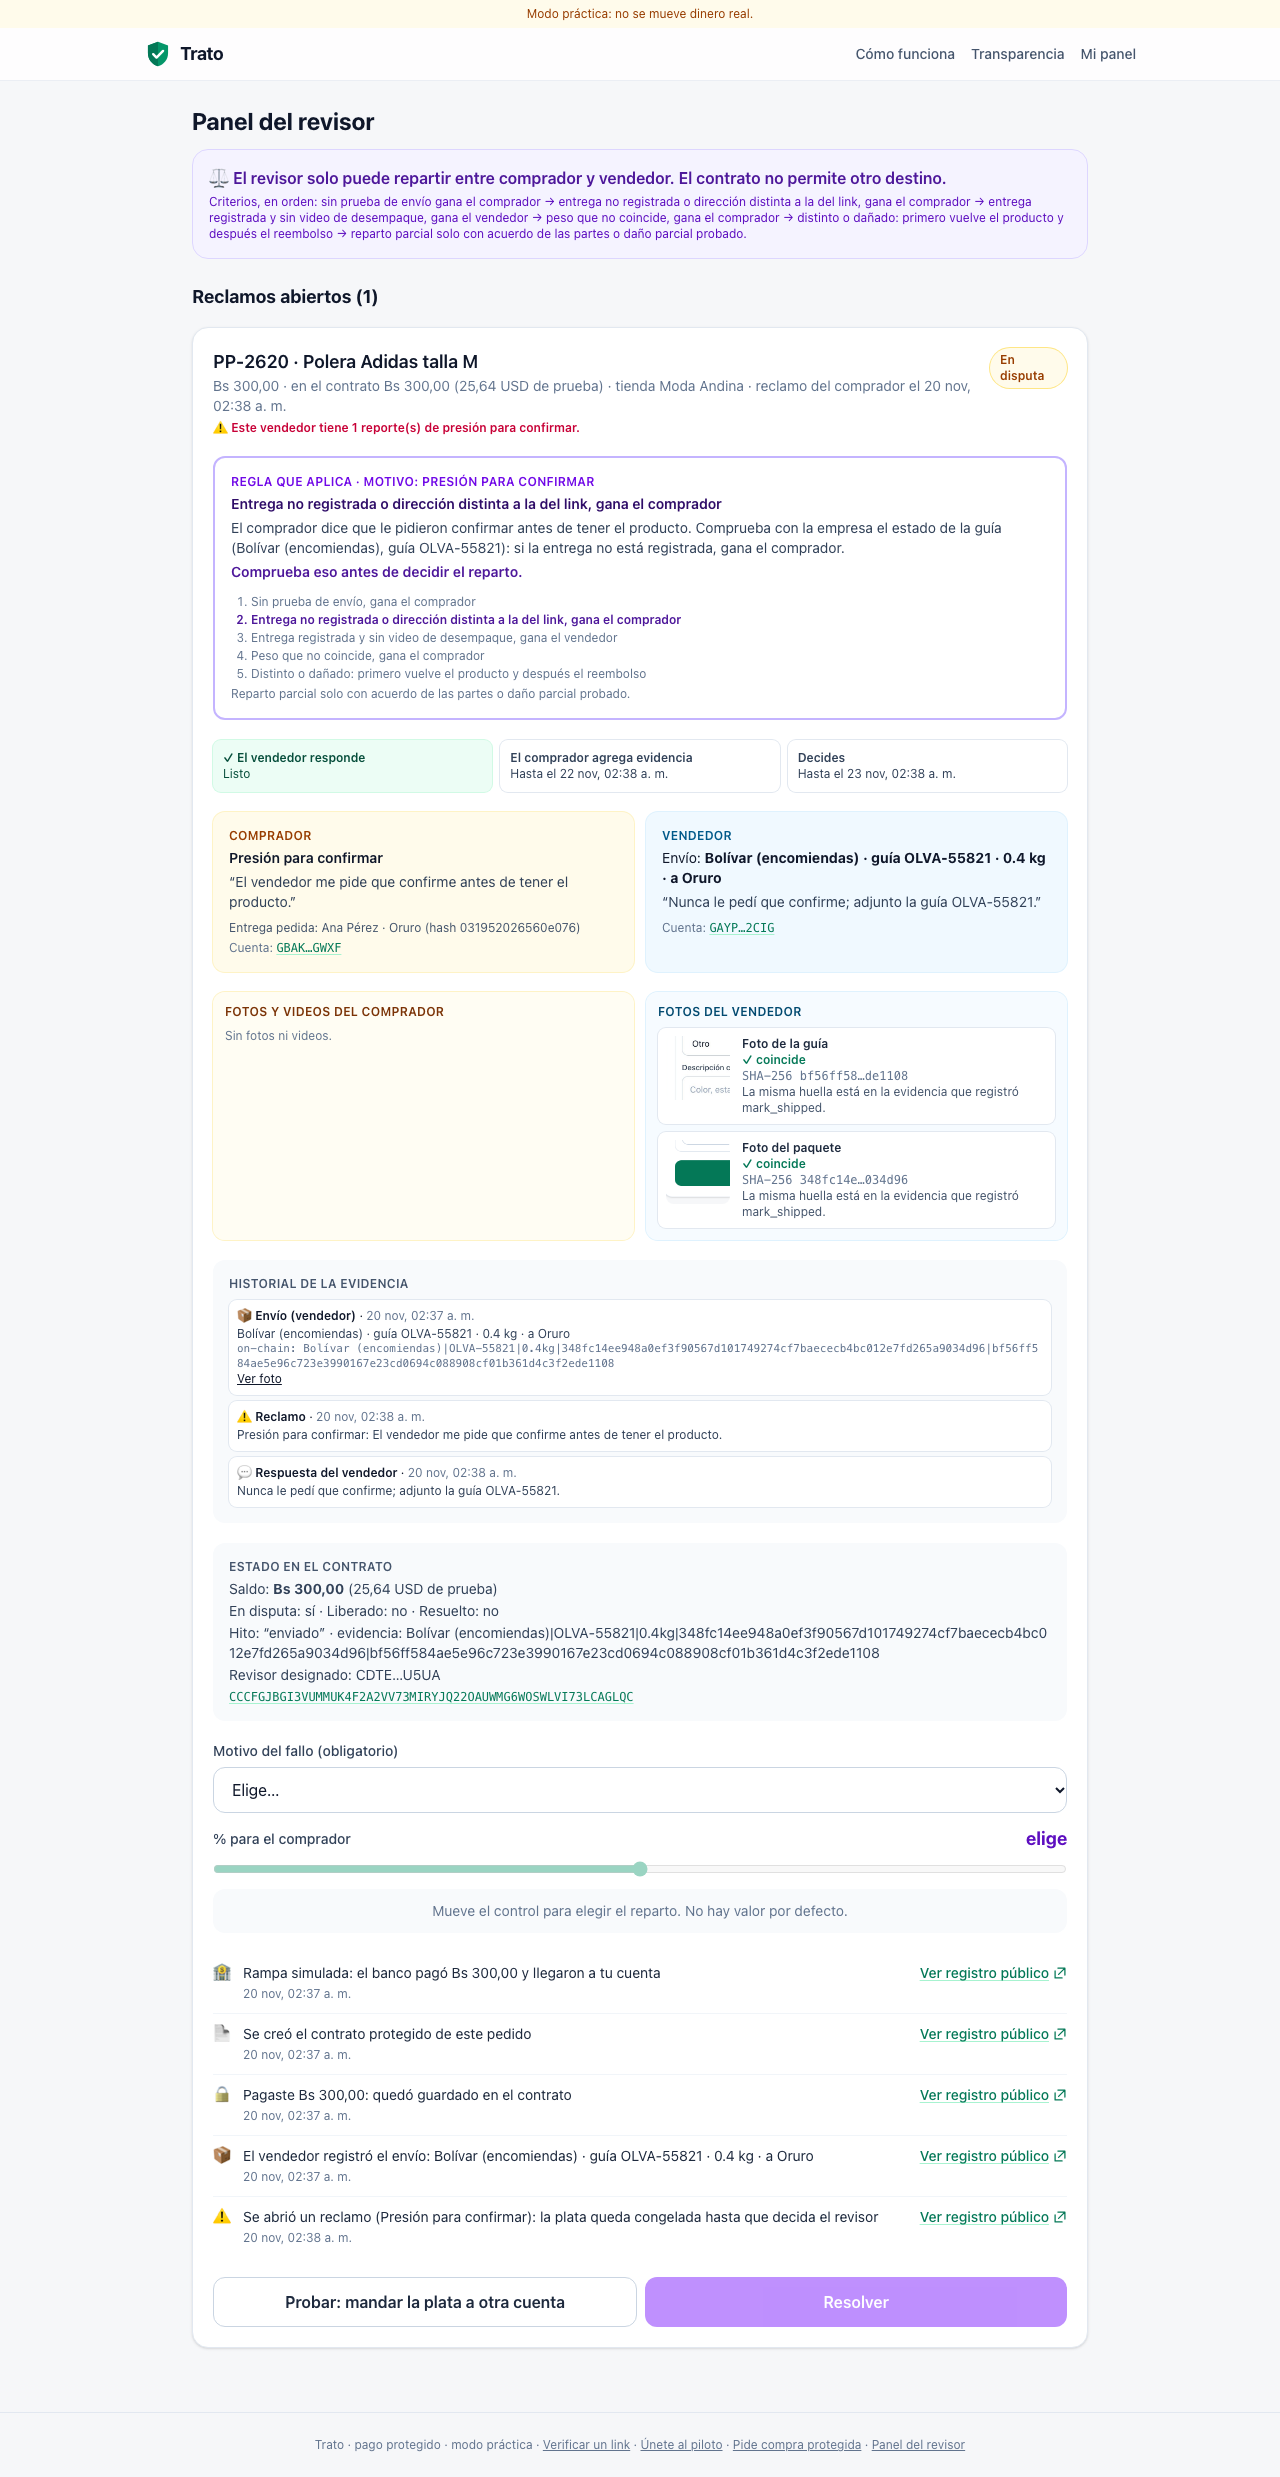 Modo práctica: no se mueve dinero real.
Trato
Cómo funciona Transparencia Mi panel
Panel del revisor
El revisor solo puede repartir entre comprador y vendedor. El contrato no permite otro destino.
Criterios, en orden: sin prueba de envío gana el comprador → entrega no registrada o dirección distinta a la del link, gana el comprador → entrega
registrada y sin video de desempaque, gana el vendedor → peso que no coincide, gana el comprador → distinto o dañado: primero vuelve el producto y
después el reembolso → reparto parcial solo con acuerdo de las partes o daño parcial probado.
Reclamos abiertos (1)
PP-2620 · Polera Adidas talla M
En
disputa
Bs 300,00 · en el contrato Bs 300,00 (25,64 USD de prueba) · tienda Moda Andina · reclamo del comprador el 20 nov,
02:38 a. m.
⚠️ Este vendedor tiene 1 reporte(s) de presión para confirmar.
REGLA QUE APLICA · MOTIVO: PRESIÓN PARA CONFIRMAR
Entrega no registrada o dirección distinta a la del link, gana el comprador
El comprador dice que le pidieron confirmar antes de tener el producto. Comprueba con la empresa el estado de la guía
(Bolívar (encomiendas), guía OLVA-55821): si la entrega no está registrada, gana el comprador.
Comprueba eso antes de decidir el reparto.
1. Sin prueba de envío, gana el comprador
2. Entrega no registrada o dirección distinta a la del link, gana el comprador
3. Entrega registrada y sin video de desempaque, gana el vendedor
4. Peso que no coincide, gana el comprador
5. Distinto o dañado: primero vuelve el producto y después el reembolso
Reparto parcial solo con acuerdo de las partes o daño parcial probado.
✓ El vendedor responde
Listo
El comprador agrega evidencia
Hasta el 22 nov, 02:38 a. m.
Decides
Hasta el 23 nov, 02:38 a. m.
COMPRADOR
Presión para confirmar
“El vendedor me pide que confirme antes de tener el
producto.”
Entrega pedida: Ana Pérez · Oruro (hash 031952026560e076)
Cuenta: GBAK…GWXF
VENDEDOR
Envío: Bolívar (encomiendas) · guía OLVA-55821 · 0.4 kg
· a Oruro
“Nunca le pedí que confirme; adjunto la guía OLVA-55821.”
Cuenta: GAYP…2CIG
FOTOS Y VIDEOS DEL COMPRADOR
Sin fotos ni videos.
FOTOS DEL VENDEDOR
Otro
Descripción
Color,
Foto de la guía
✓ coincide
SHA-256 bf56ff58…de1108
La misma huella está en la evidencia que registró
mark_shipped.
Foto del paquete
✓ coincide
SHA-256 348fc14e…034d96
La misma huella está en la evidencia que registró
mark_shipped.
HISTORIAL DE LA EVIDENCIA
📦 Envío (vendedor) · 20 nov, 02:37 a. m.
Bolívar (encomiendas) · guía OLVA-55821 · 0.4 kg · a Oruro
on-chain: Bolívar (encomiendas)|OLVA-55821|0.4kg|348fc14ee948a0ef3f90567d101749274cf7baececb4bc012e7fd265a9034d96|bf56ff5
84ae5e96c723e3990167e23cd0694c088908cf01b361d4c3f2ede1108
Ver foto
⚠️ Reclamo · 20 nov, 02:38 a. m.
Presión para confirmar: El vendedor me pide que confirme antes de tener el producto.
💬 Respuesta del vendedor · 20 nov, 02:38 a. m.
Nunca le pedí que confirme; adjunto la guía OLVA-55821.
ESTADO EN EL CONTRATO
Saldo: Bs 300,00 (25,64 USD de prueba)
En disputa: sí · Liberado: no · Resuelto: no
Hito: “enviado” · evidencia: Bolívar (encomiendas)|OLVA-55821|0.4kg|348fc14ee948a0ef3f90567d101749274cf7baececb4bc0
12e7fd265a9034d96|bf56ff584ae5e96c723e3990167e23cd0694c088908cf01b361d4c3f2ede1108
Revisor designado: CDTE…U5UA
CCCFGJBGI3VUMMUK4F2A2VV73MIRYJQ22OAUWMG6WOSWLVI73LCAGLQC
Motivo del fallo (obligatorio)
Elige…
% para el comprador
elige
Mueve el control para elegir el reparto. No hay valor por defecto.
Rampa simulada: el banco pagó Bs 300,00 y llegaron a tu cuenta
Ver registro público
20 nov, 02:37 a. m.
Se creó el contrato protegido de este pedido
Ver registro público
20 nov, 02:37 a. m.
Pagaste Bs 300,00: quedó guardado en el contrato
Ver registro público
20 nov, 02:37 a. m.
El vendedor registró el envío: Bolívar (encomiendas) · guía OLVA-55821 · 0.4 kg · a Oruro
Ver registro público
20 nov, 02:37 a. m.
Se abrió un reclamo (Presión para confirmar): la plata queda congelada hasta que decida el revisor
Ver registro público
20 nov, 02:38 a. m.
Probar: mandar la plata a otra cuenta
Resolver
Trato · pago protegido · modo práctica · Verificar un link · Únete al piloto · Pide compra protegida · Panel del revisor